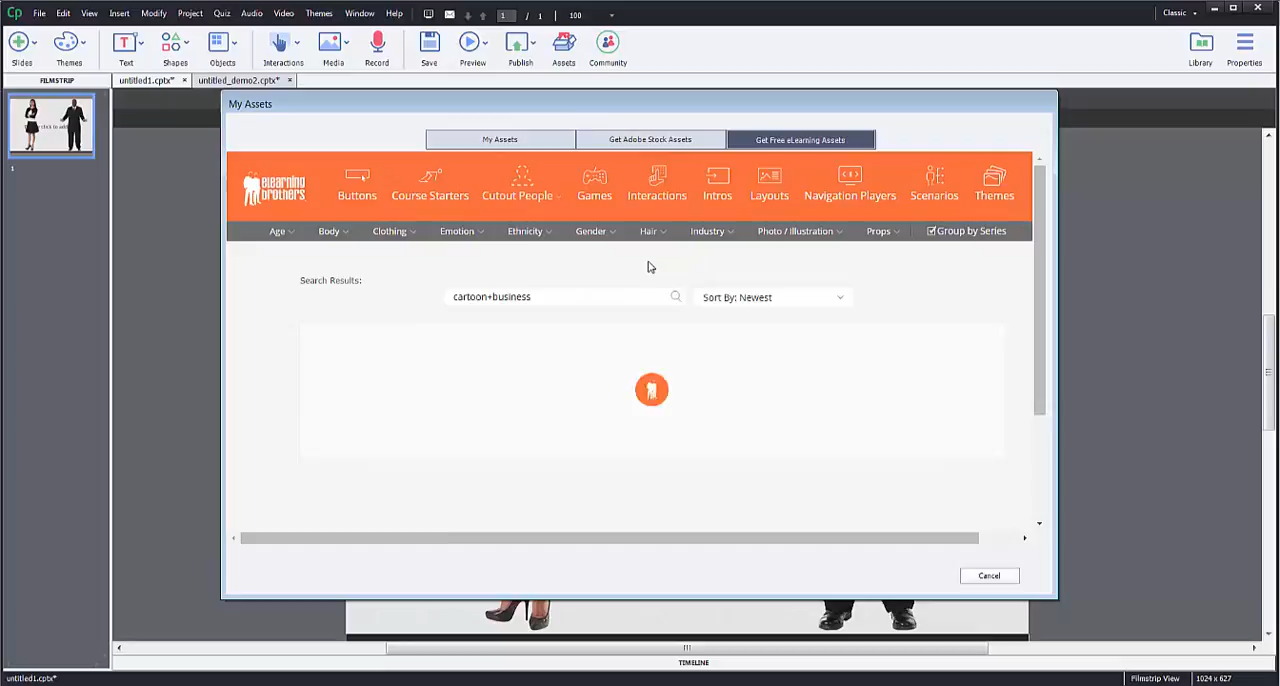 Cp File Edit View Insert Modify Project Quiz Audio Video Themes Window Help 1 / 1 100 Classic
Slides Themes Text Shapes Objects Interactions Media Record Save Preview Publish Assets Community Library Properties
FILMSTRIP untitled1.cptx* × untitled_demo2.cptx* ×
My Assets
My Assets Get Adobe Stock Assets Get Free eLearning Assets
eLearning brothers
Buttons Course Starters Cutout People Games Interactions Intros Layouts Navigation Players Scenarios Themes
Age Body Clothing Emotion Ethnicity Gender Hair Industry Photo / Illustration Props Group by Series
Search Results:
cartoon+business Sort By: Newest
1
Cancel
TIMELINE
untitled1.cptx* Filmstrip View 1024 x 627